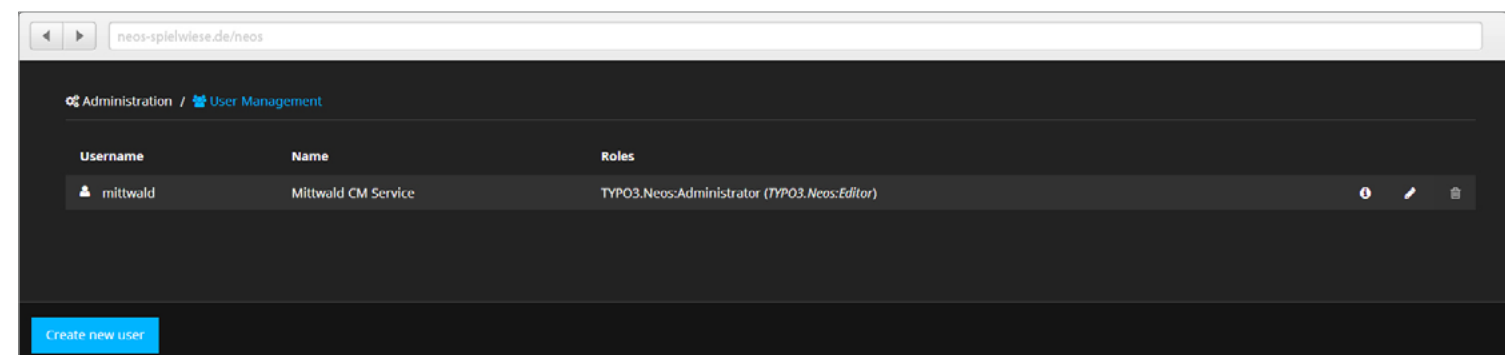 neos-spielwiese.de/neos
Administration / User Management
Username Name Roles
mittwald Mittwald CM Service TYPO3.Neos:Administrator (TYPO3.Neos:Editor)
Create new user